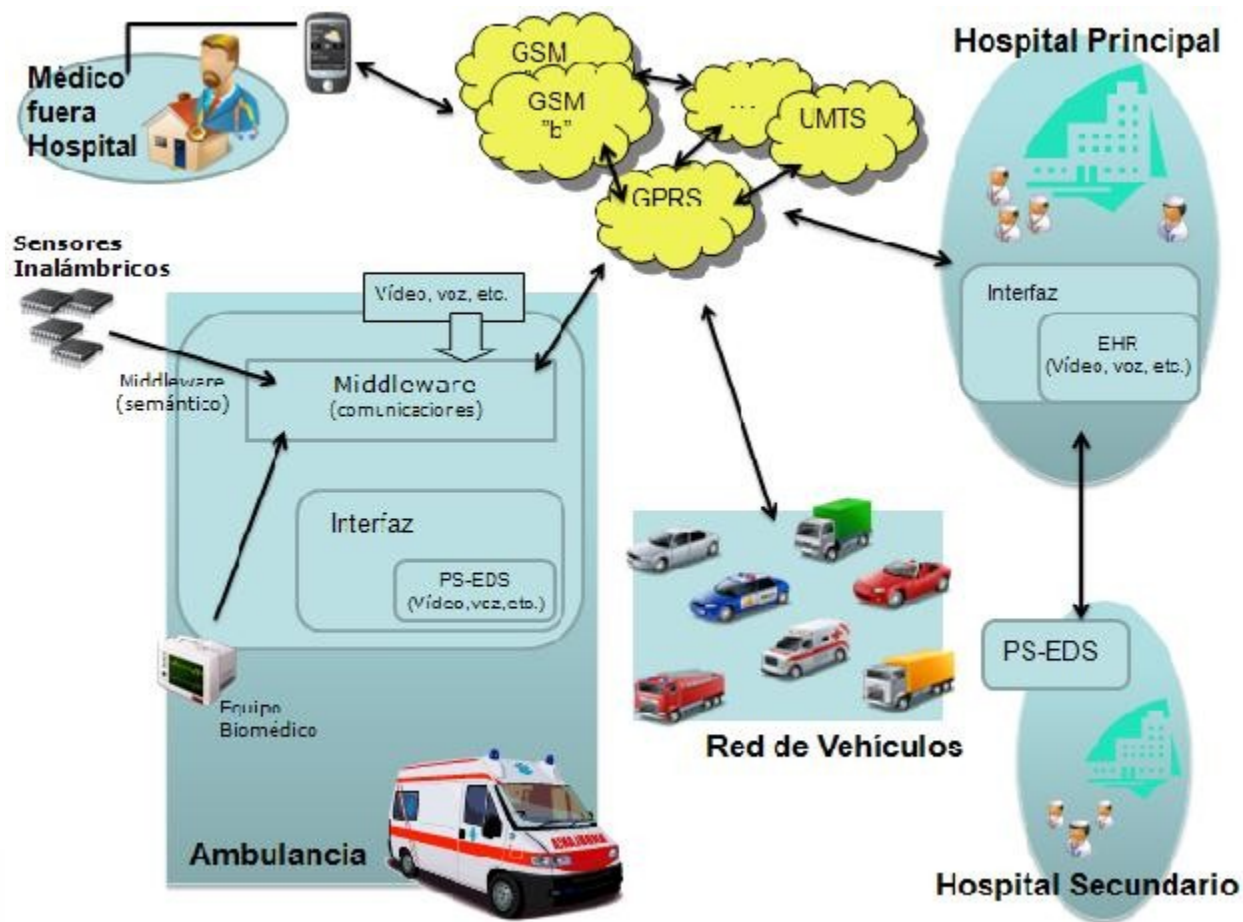 Médico
fuera
Hospital
GSM
GSM
"b"
...
UMTS
GPRS
Hospital Principal
Interfaz
EHR
(Vídeo, voz, etc.)
Sensores
Inalámbricos
Vídeo, voz, etc.
Middleware
(semántico)
Middleware
(comunicaciones)
Interfaz
PS-EDS
(Vídeo,voz,etc.)
Equipo
Biomédico
Ambulancia
AMBULANCIA
Red de Vehículos
PS-EDS
Hospital Secundario